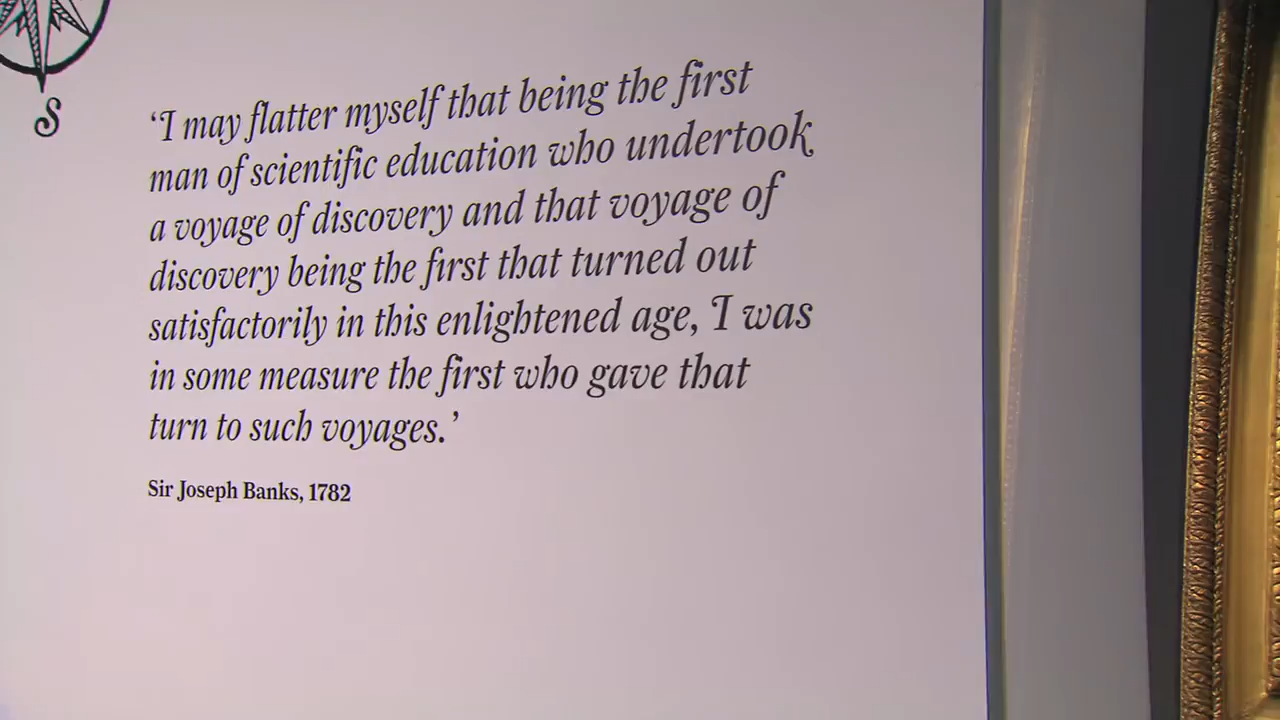 S
‘I may flatter myself that being the first
man of scientific education who undertook
a voyage of discovery and that voyage of
discovery being the first that turned out
satisfactorily in this enlightened age, I was
in some measure the first who gave that
turn to such voyages.’
Sir Joseph Banks, 1782